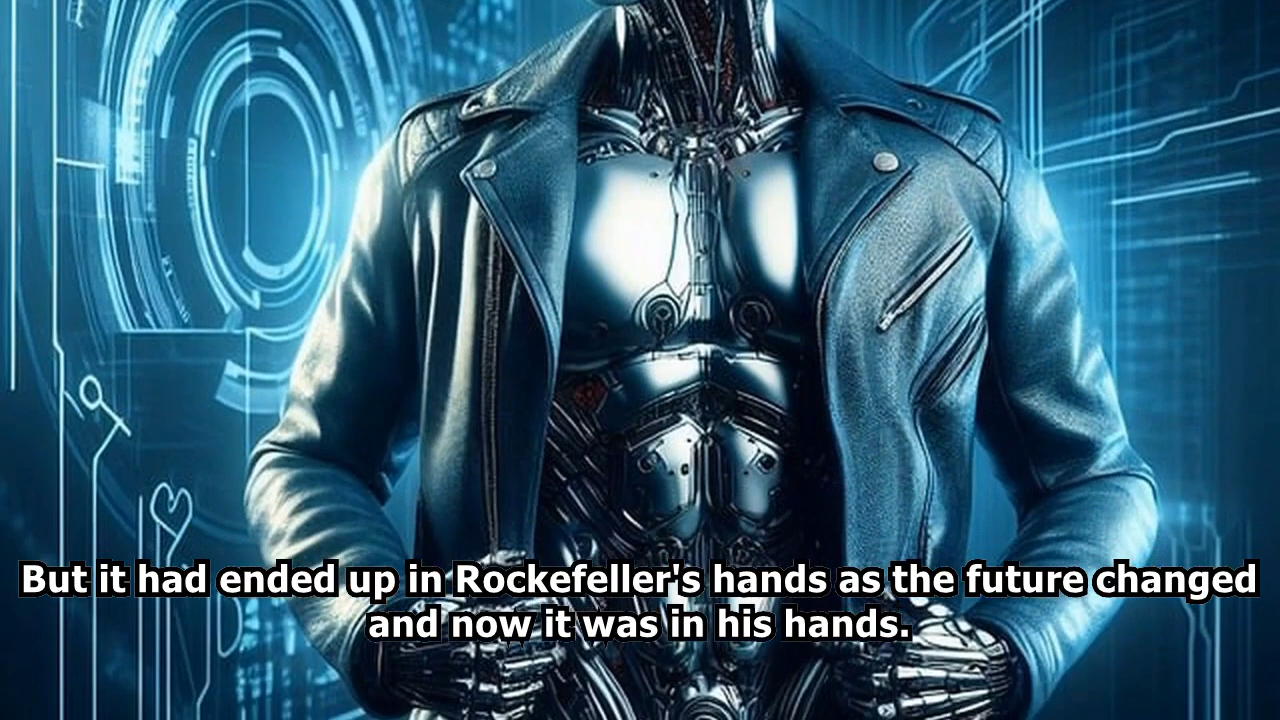 But it had ended up in Rockefeller's hands as the future changed
and now it was in his hands.